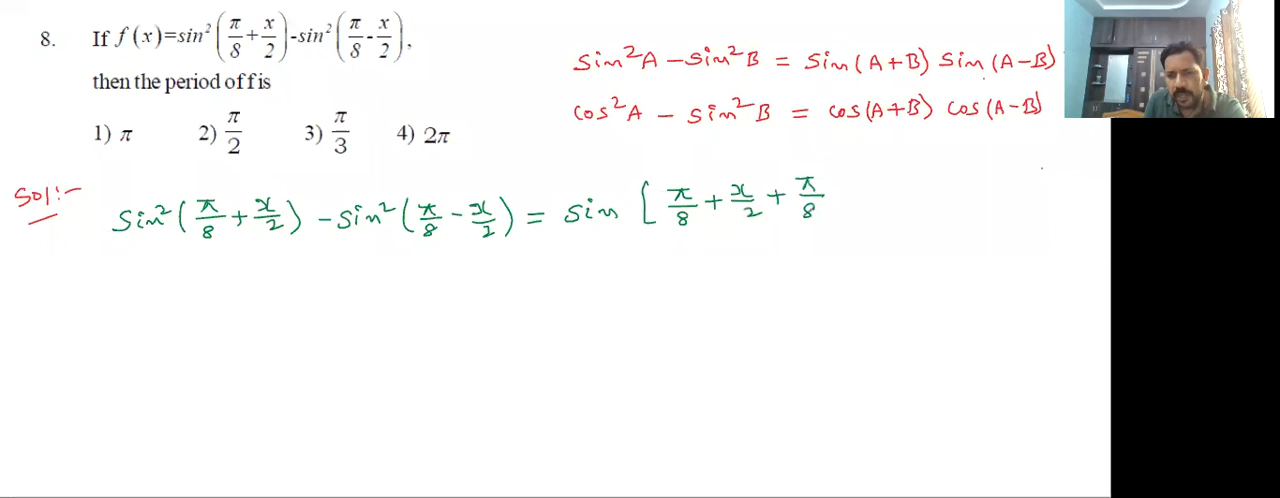 8. If f(x)=sin²(π/8+x/2)-sin²(π/8-x/2),
then the period of f is
1) π 2) π/2 3) π/3 4) 2π
sin²A - sin²B = sin(A+B) sin(A-B)
cos²A - sin²B = cos(A+B) cos(A-B)
Sol:-
sin²(π/8 + x/2) - sin²(π/8 - x/2) = sin [π/8 + x/2 + π/8